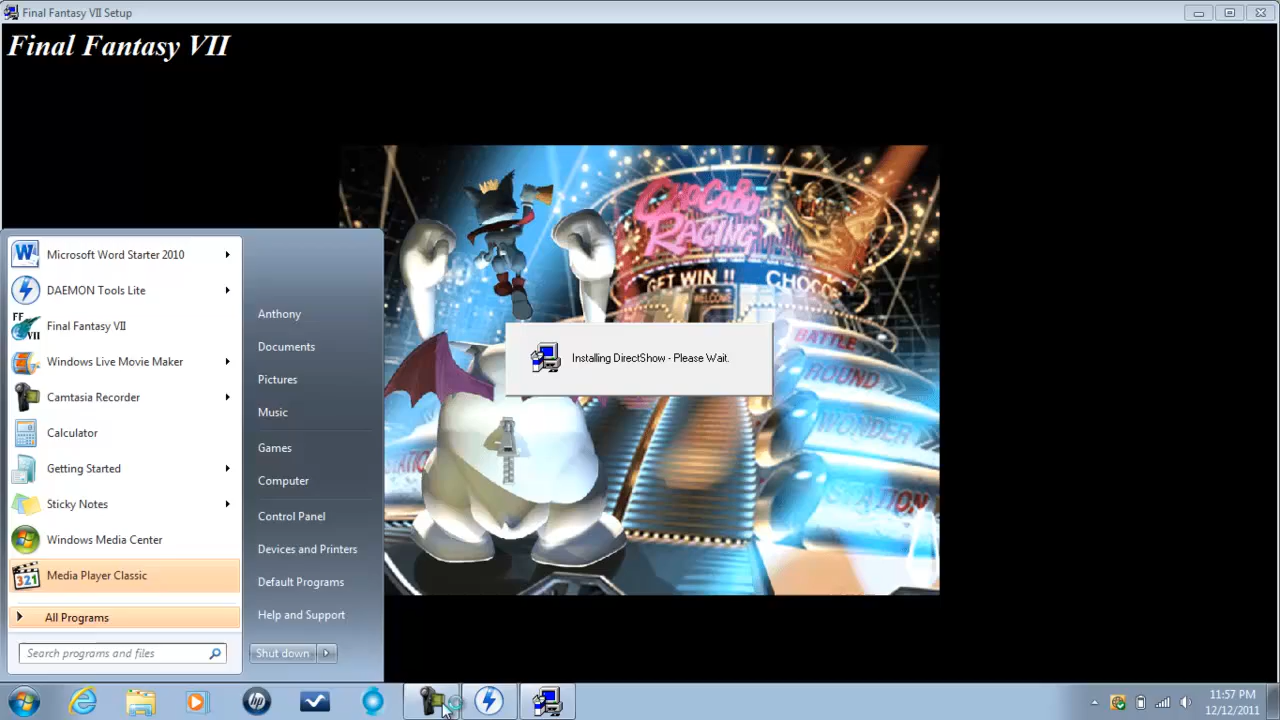 Final Fantasy VII Setup
Final Fantasy VII
CHOCOBO
RACING
GET WIN !!
CHOCO
WELCOME
BATTLE
ROUND
WONDER
STATION
Installing DirectShow - Please Wait.
Microsoft Word Starter 2010
DAEMON Tools Lite
FF
VII
Final Fantasy VII
Windows Live Movie Maker
Camtasia Recorder
Calculator
Getting Started
Sticky Notes
Windows Media Center
321
Media Player Classic
All Programs
Search programs and files
Anthony
Documents
Pictures
Music
Games
Computer
Control Panel
Devices and Printers
Default Programs
Help and Support
Shut down
hp
11:57 PM
12/12/2011